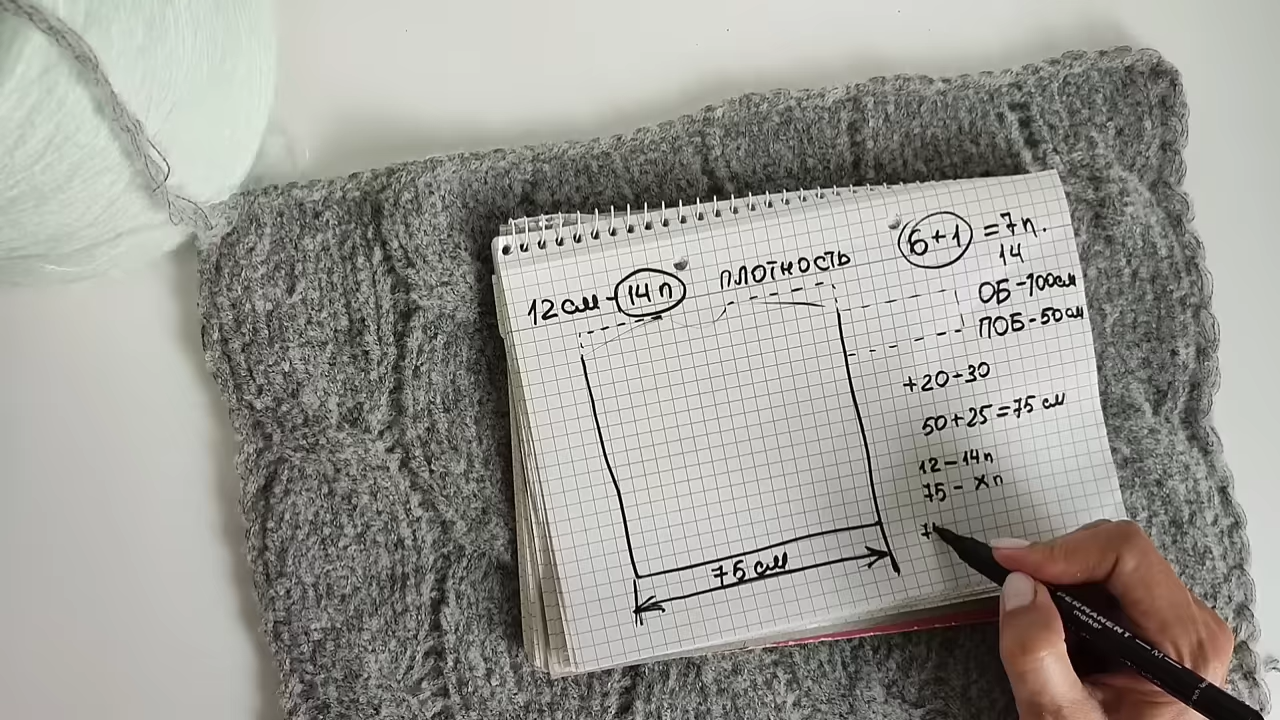 12 см - 14 п
ПЛОТНОСТЬ
6+1 = 7 п.
14
ОБ - 100 см
ПОБ - 50 см
+20-30
50+25=75 см
12 - 14 п
75 - х п
75 см
PERMANENT
marker
M